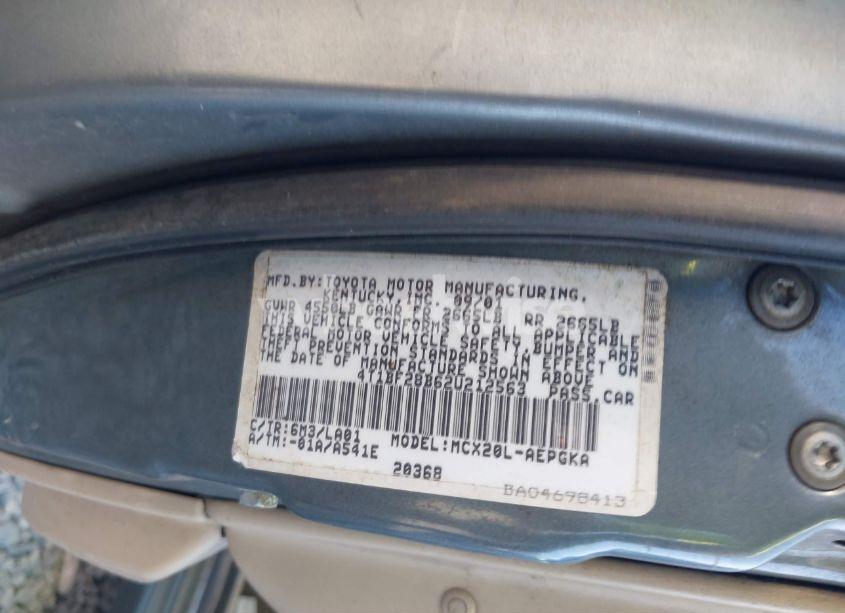 MFD.BY:TOYOTA MOTOR MANUFACTURING,
KENTUCKY,INC. 09/01
GVWR 4550LB GAWR FR 2665LB RR 2665LB
THIS VEHICLE CONFORMS TO ALL APPLICABLE
FEDERAL MOTOR VEHICLE SAFETY, BUMPER AND
THEFT PREVENTION STANDARDS IN EFFECT ON
THE DATE OF MANUFACTURE SHOWN ABOVE
4T1BF28B62U212563 PASS.CAR
C/TR:6M3/LA01 MODEL:MCX20L-AEPGKA
A/TM:-01A/A541E
20368
BA04698413